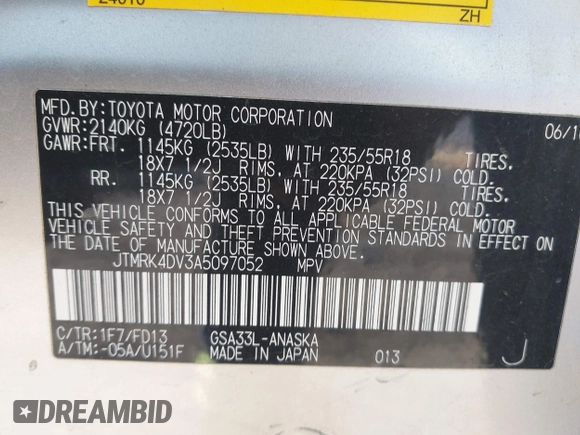 ZH
MFD.BY:TOYOTA MOTOR CORPORATION 06/10
GVWR:2140KG (4720LB)
GAWR:FRT. 1145KG (2535LB) WITH 235/55R18 TIRES.
18X7 1/2J RIMS. AT 220KPA (32PSI) COLD.
RR. 1145KG (2535LB) WITH 235/55R18 TIRES.
18X7 1/2J RIMS. AT 220KPA (32PSI) COLD.
THIS VEHICLE CONFORMS TO ALL APPLICABLE FEDERAL MOTOR
VEHICLE SAFETY AND THEFT PREVENTION STANDARDS IN EFFECT ON
THE DATE OF MANUFACTURE SHOWN ABOVE.
JTMRK4DV3A5097052 MPV
C/TR:1F7/FD13 GSA33L-ANASKA
A/TM:-05A/U151F MADE IN JAPAN 013 J
DREAMBID